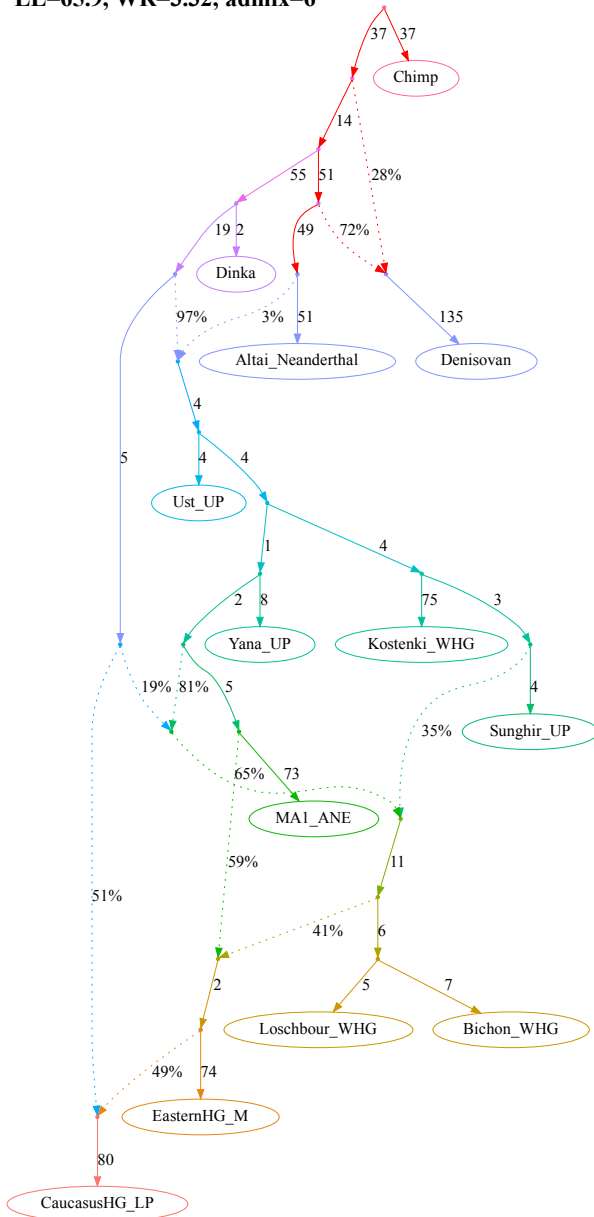 LL=65.9, WR=3.32, admix=6
37 37
Chimp
14
55 51 28%
19 2 49 72%
Dinka
97% 3% 51 135
Altai_Neanderthal Denisovan
4
5 4 4
Ust_UP
1 4
2 8 75 3
Yana_UP Kostenki_WHG
19% 81% 5 4
35% Sunghir_UP
65% 73
MA1_ANE
59% 11
51%
41% 6
2 5 7
Loschbour_WHG Bichon_WHG
49% 74
EasternHG_M
80
CaucasusHG_LP